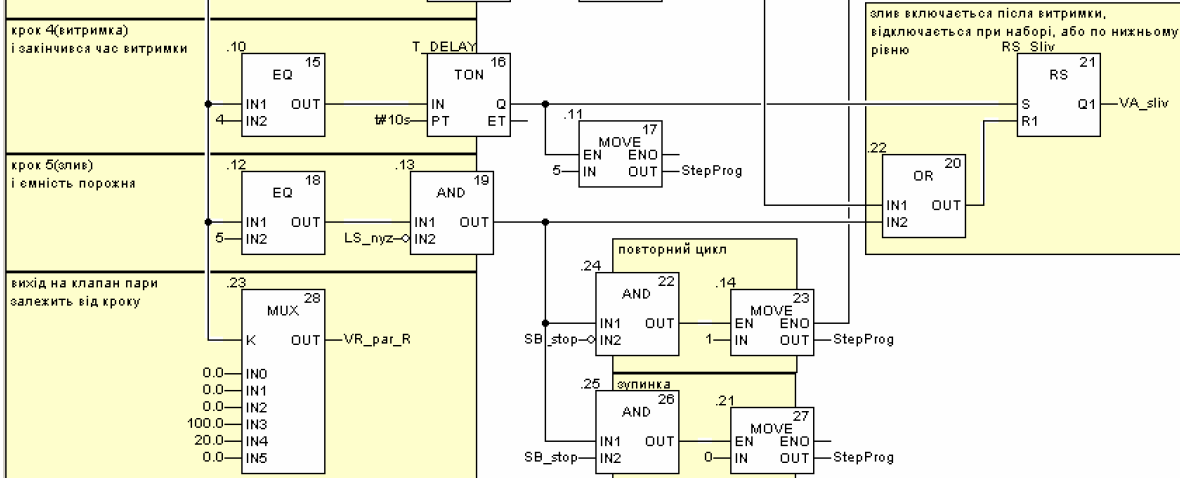 крок 4(витримка)
і закінчився час витримки
.10
15
EQ
IN1 OUT
4 IN2
T_DELAY
16
TON
IN Q
t#10s PT ET
.11
17
MOVE
EN ENO
5 IN OUT StepProg
злив включається після витримки,
відключається при наборі, або по нижньому
рівню
RS_Sliv
21
RS
S Q1 VA_sliv
R1
.22
20
OR
IN1 OUT
IN2
крок 5(злив)
і ємність порожна
.12
18
EQ
IN1 OUT
5 IN2
.13
19
AND
IN1 OUT
LS_nyz IN2
повторний цикл
.24
22
AND
IN1 OUT
SB_stop IN2
.14
23
MOVE
EN ENO
1 IN OUT StepProg
вихід на клапан пари
залежить від кроку
.23
28
MUX
K OUT VR_par_R
0.0 IN0
0.0 IN1
0.0 IN2
100.0 IN3
20.0 IN4
0.0 IN5
зупинка
.25
26
AND
IN1 OUT
SB_stop IN2
.21
27
MOVE
EN ENO
0 IN OUT StepProg